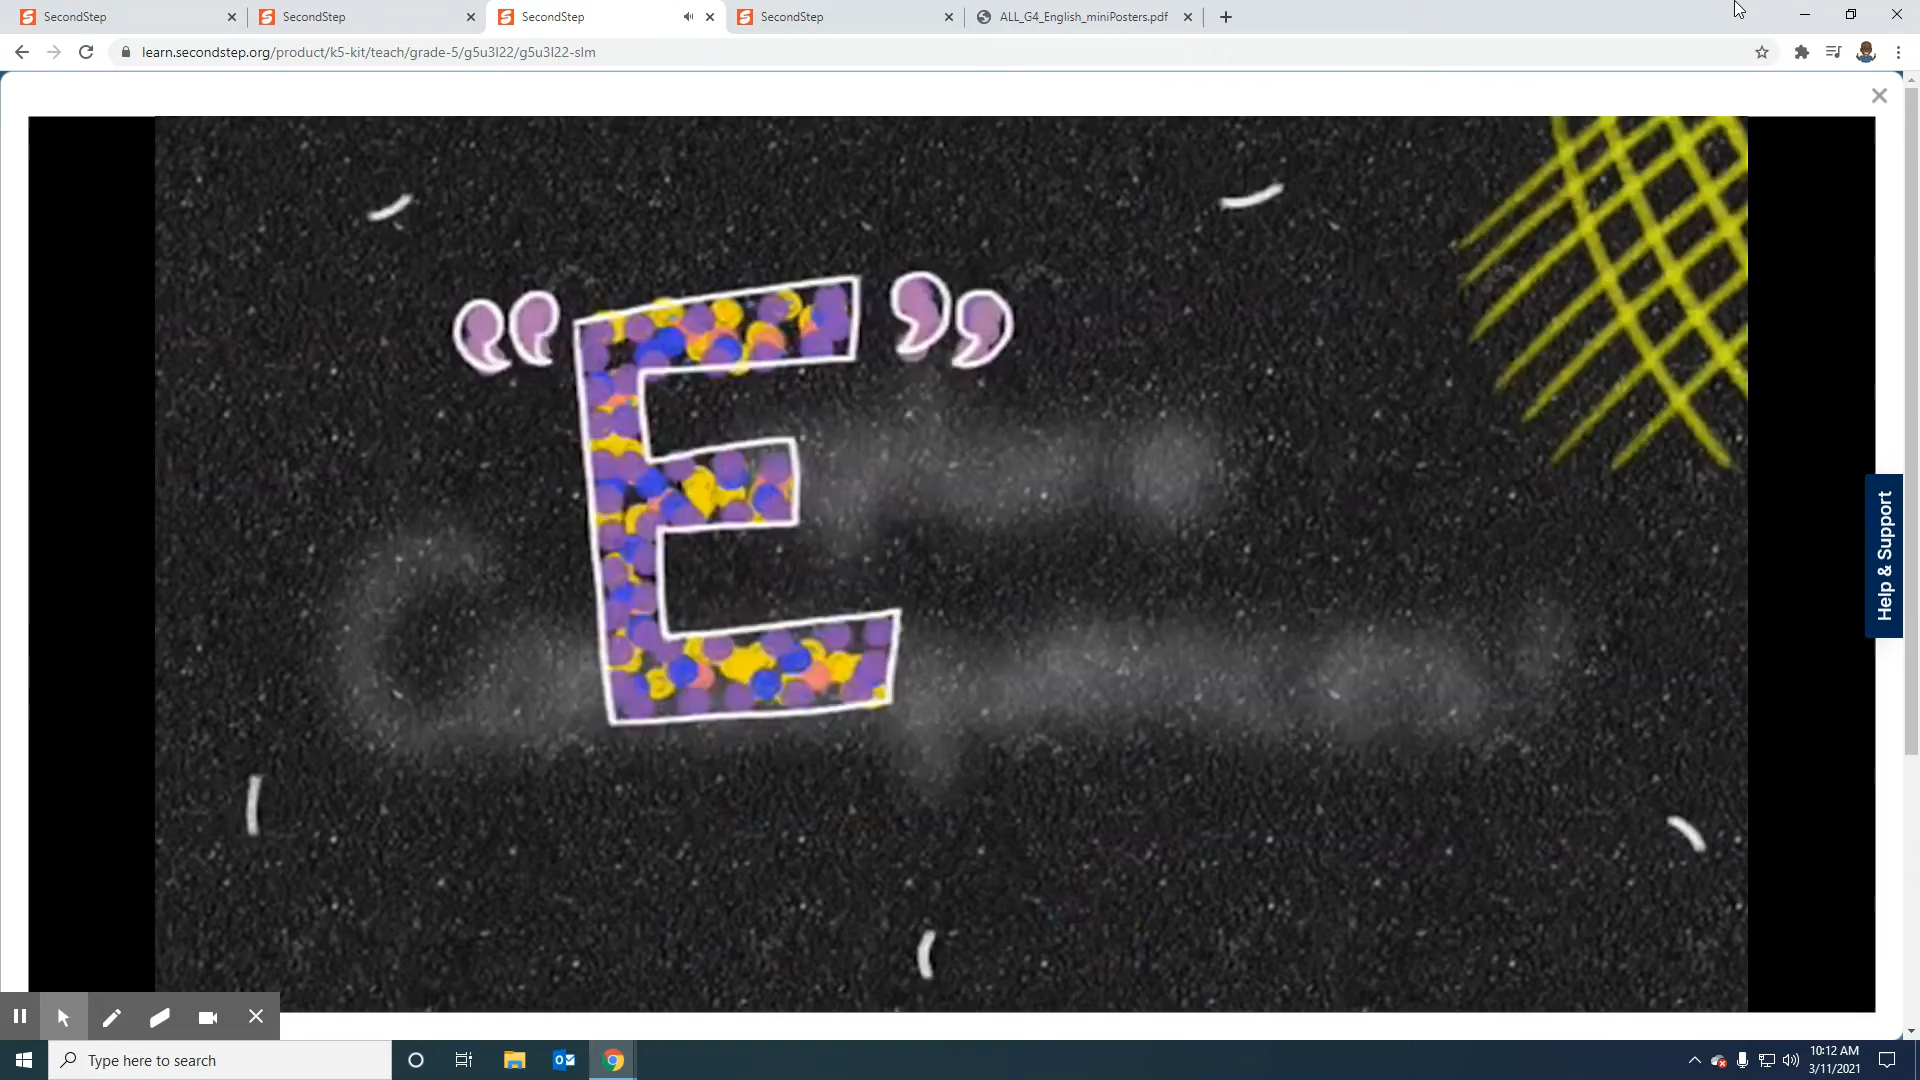 SecondStep
SecondStep
SecondStep
SecondStep
ALL_G4_English_miniPosters.pdf
learn.secondstep.org/product/k5-kit/teach/grade-5/g5u3l22/g5u3l22-slm
“E”
Help & Support
Type here to search
10:12 AM
3/11/2021